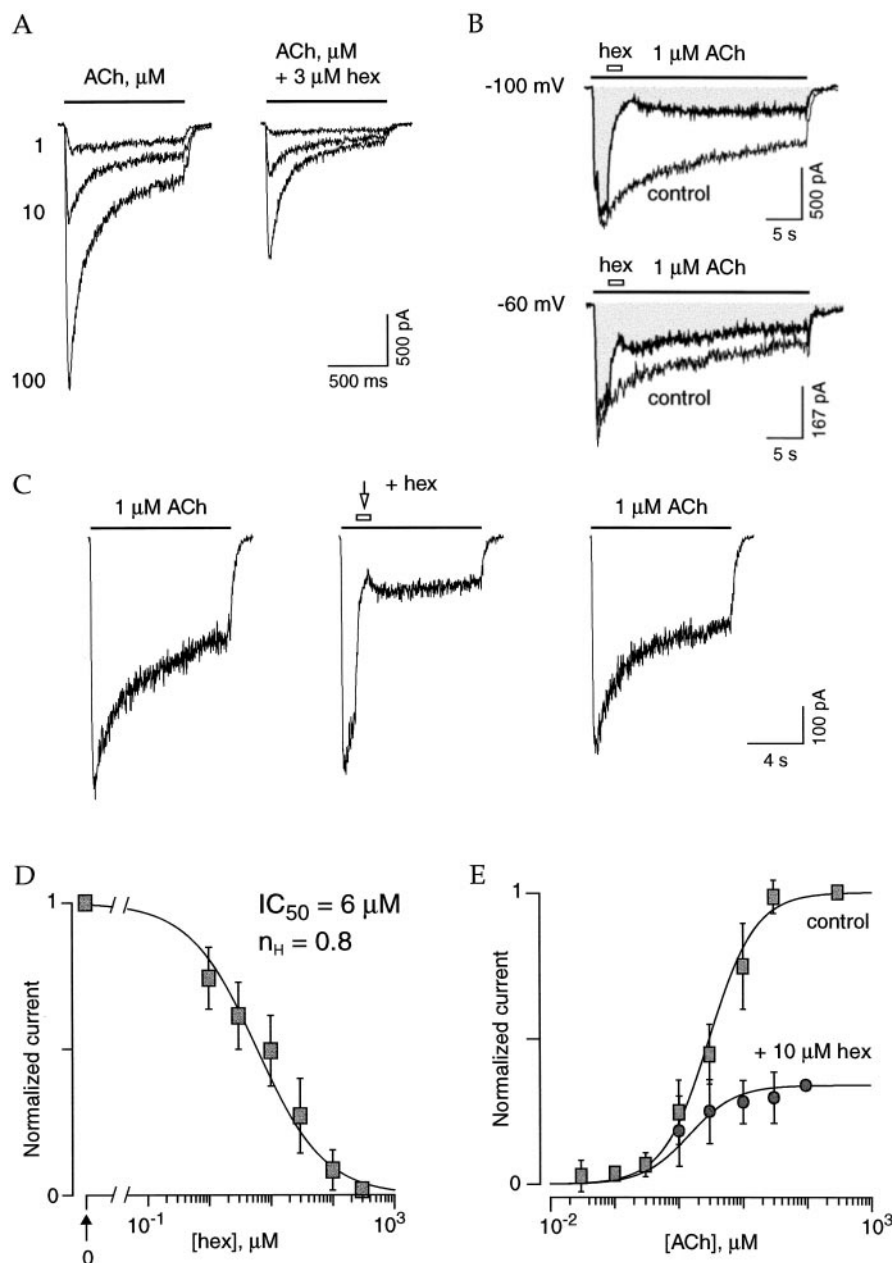 A
ACh, μM
ACh, μM
+ 3 μM hex
1
10
100
500 pA
500 ms
B
hex
1 μM ACh
-100 mV
control
500 pA
5 s
hex
1 μM ACh
-60 mV
control
167 pA
5 s
C
1 μM ACh
+ hex
1 μM ACh
100 pA
4 s
D
1
Normalized current
0
IC50 = 6 μM
nH = 0.8
10-1
103
[hex], μM
0
E
1
Normalized current
0
control
+ 10 μM hex
10-2
103
[ACh], μM